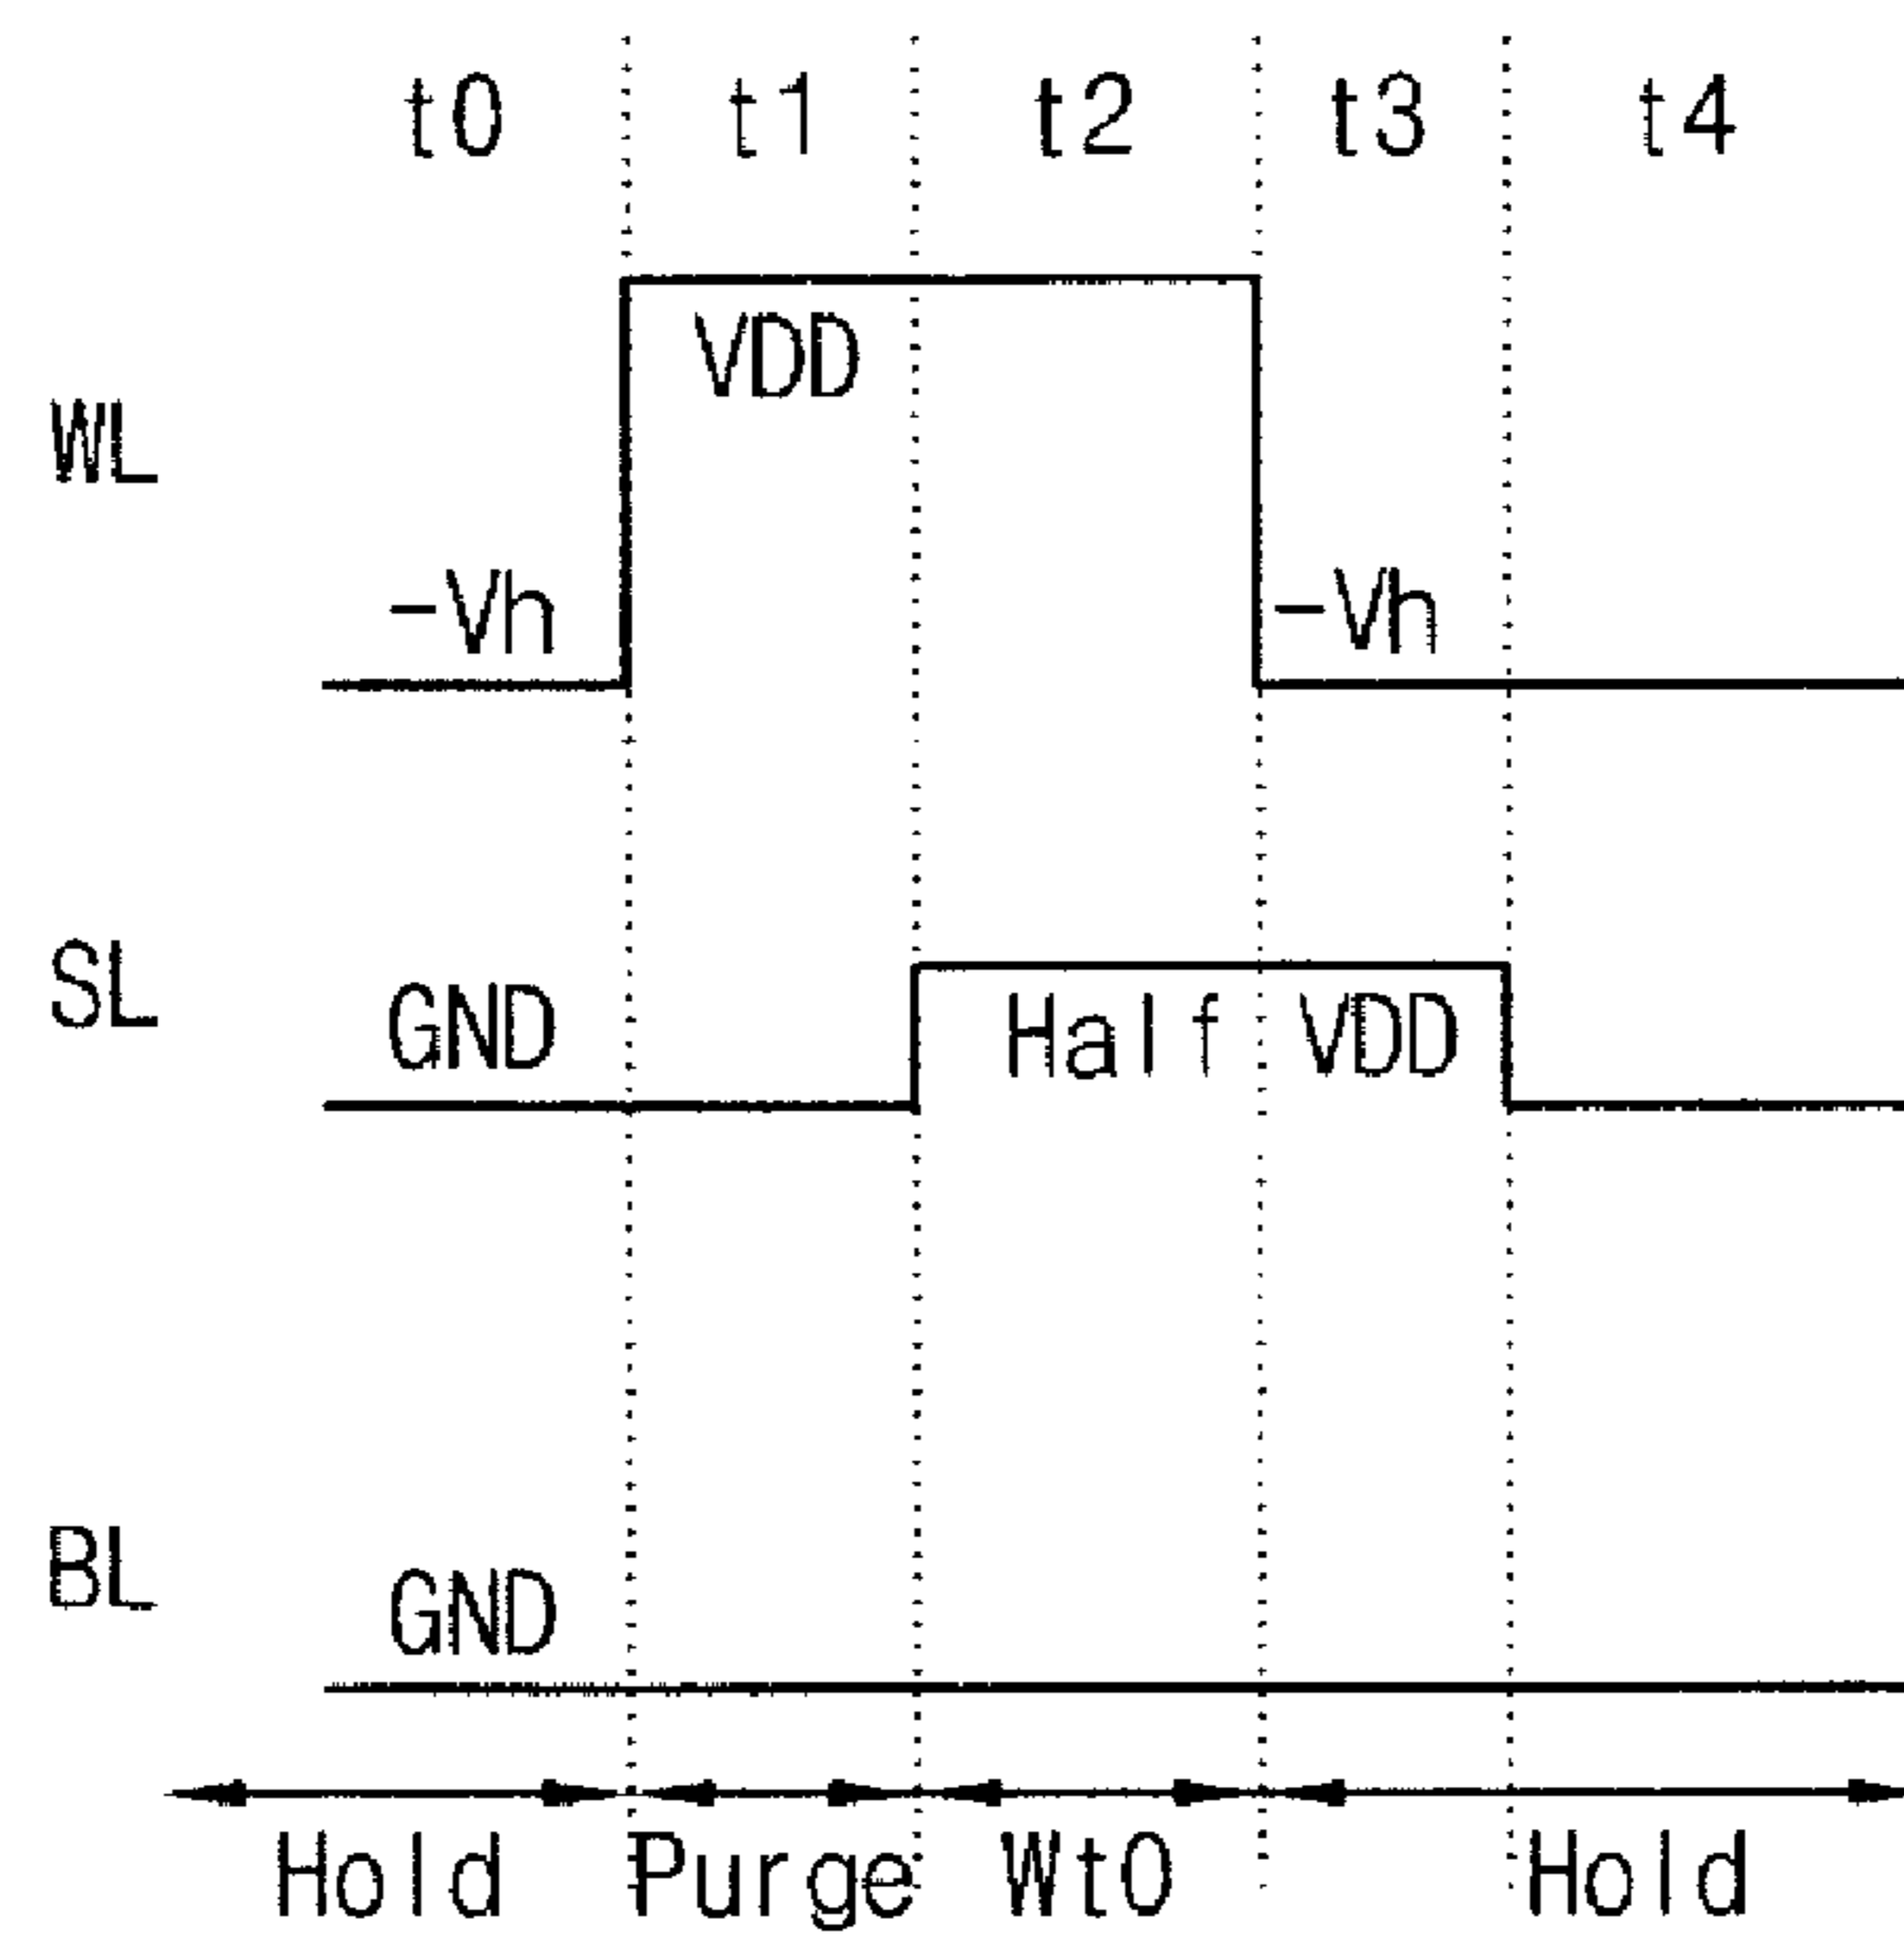 t0 t1 t2 t3 t4
VDD
WL
-Vh -Vh
SL GND Half VDD
BL GND
Hold Purge Wt0 Hold